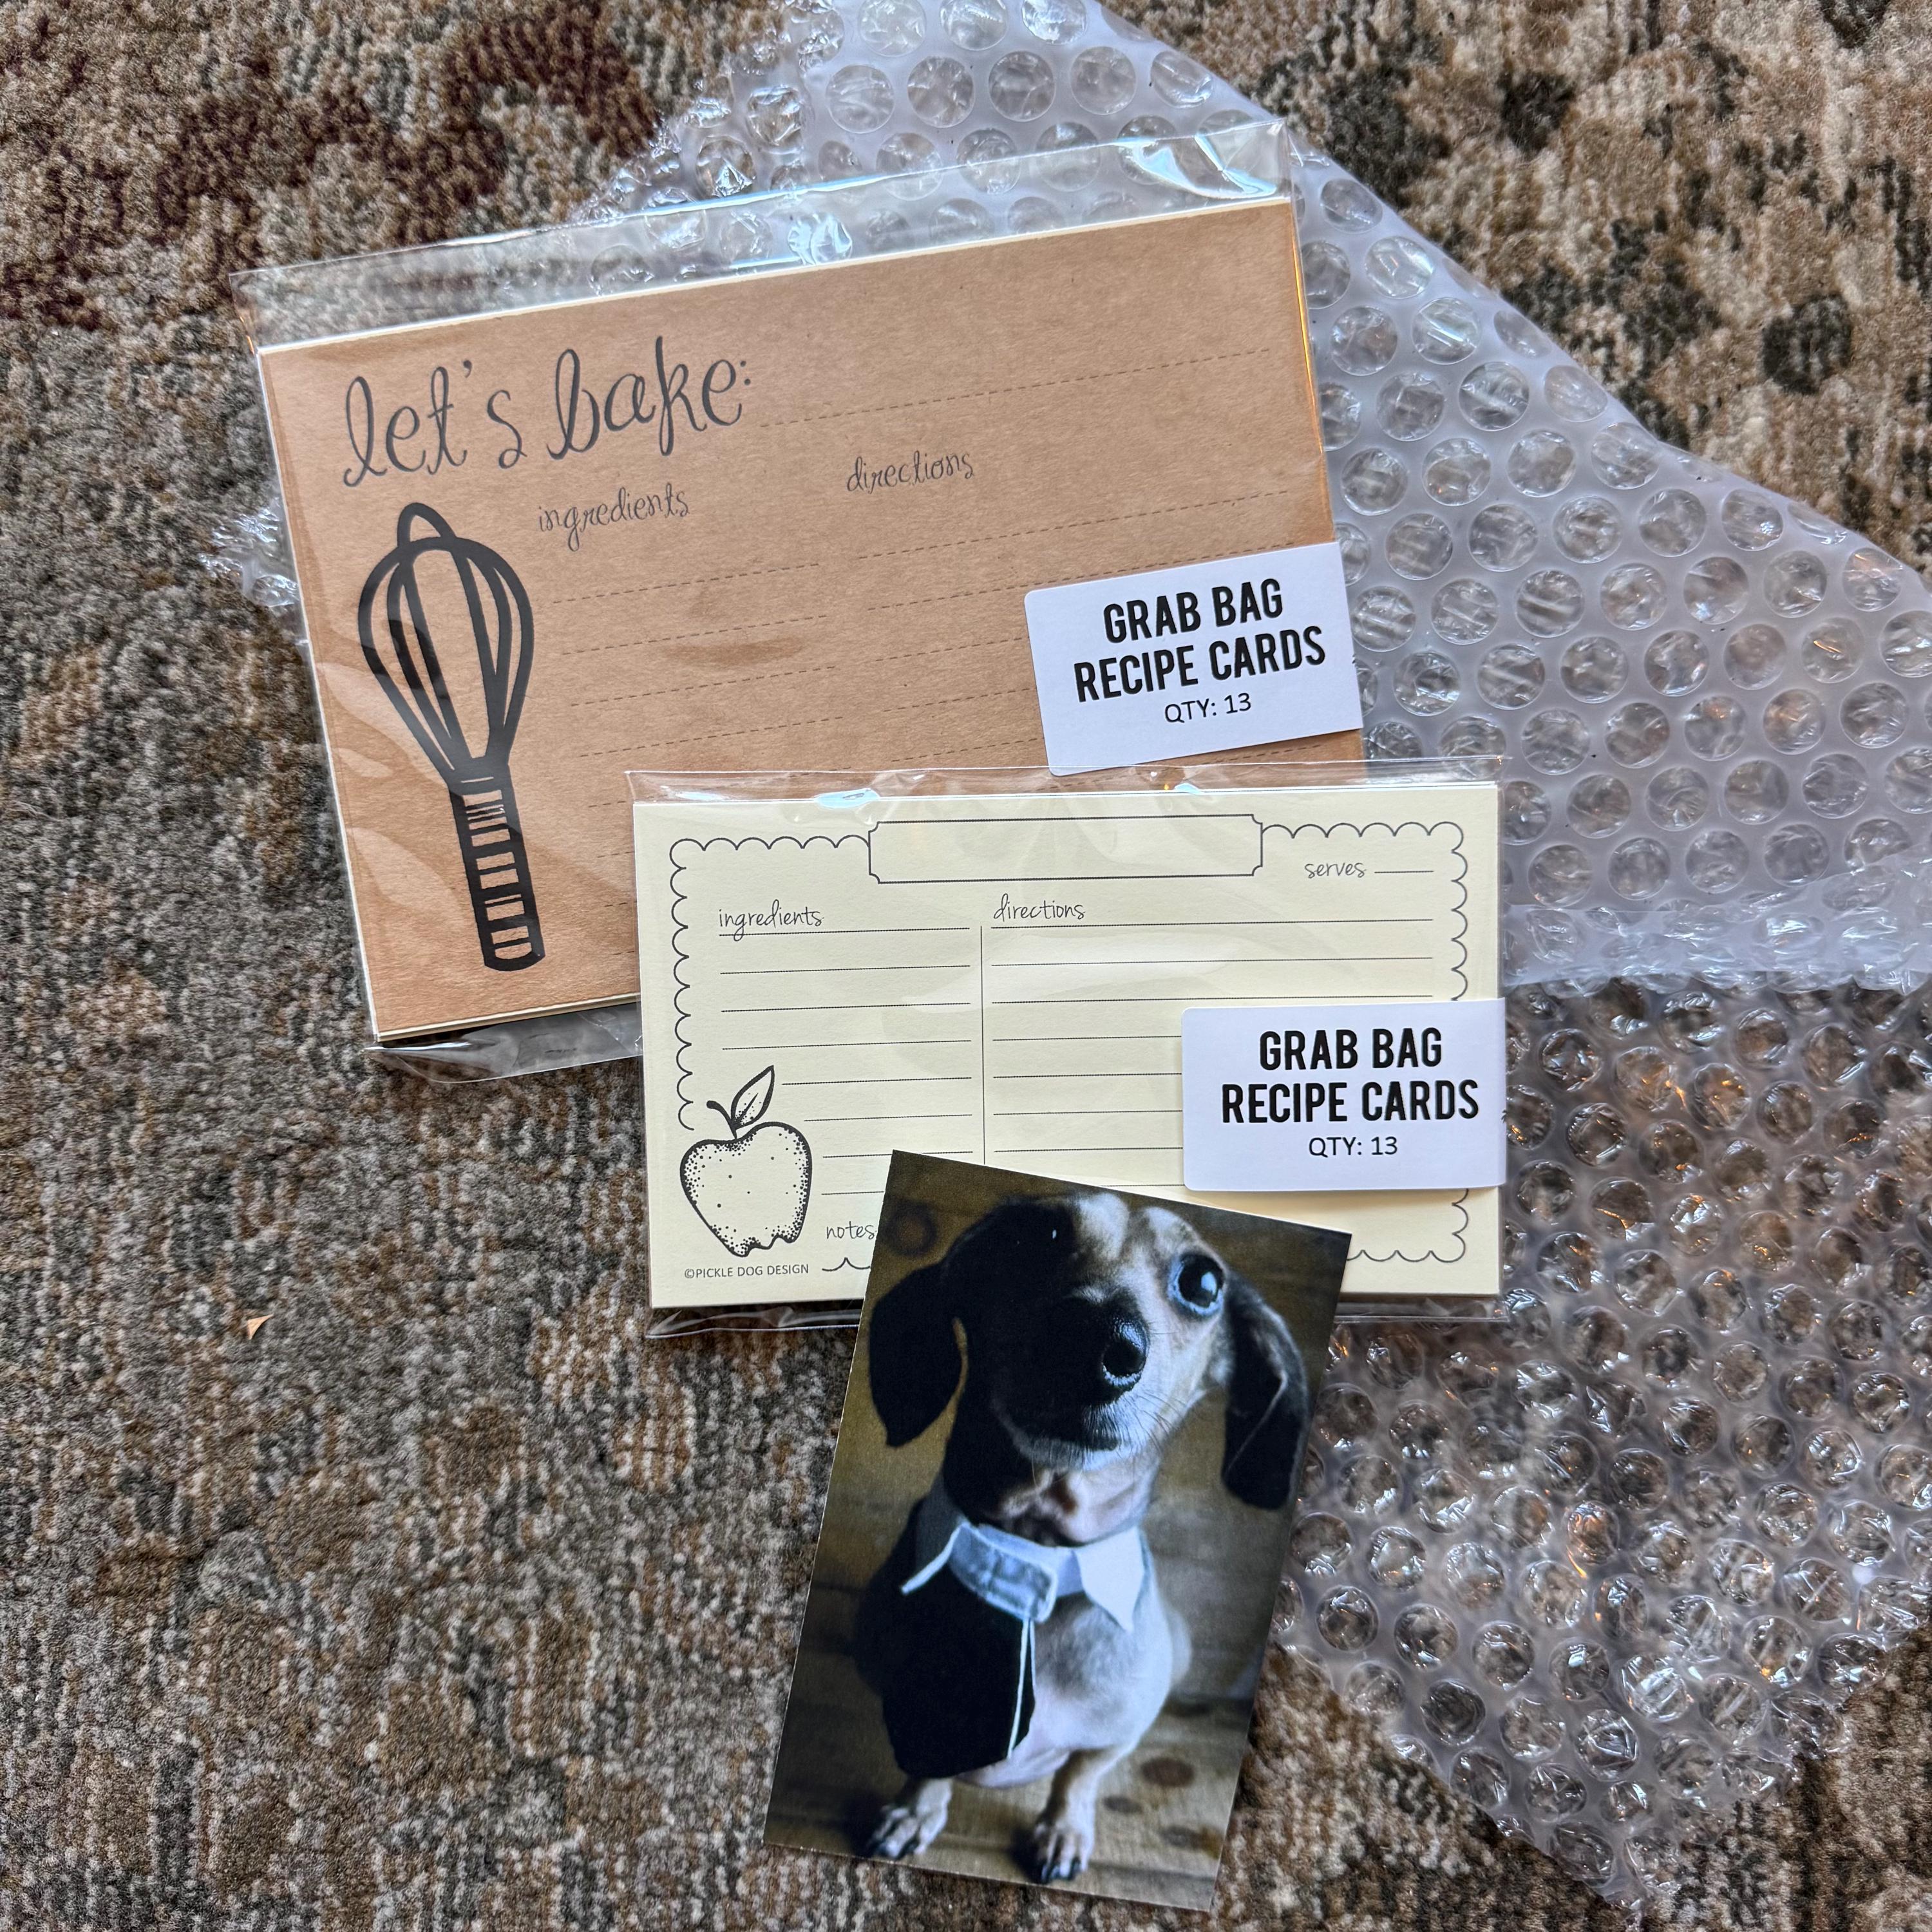 let's bake:
ingredients
directions
GRAB BAG
RECIPE CARDS
QTY: 13
serves
ingredients
directions
GRAB BAG
RECIPE CARDS
QTY: 13
notes
©PICKLE DOG DESIGN